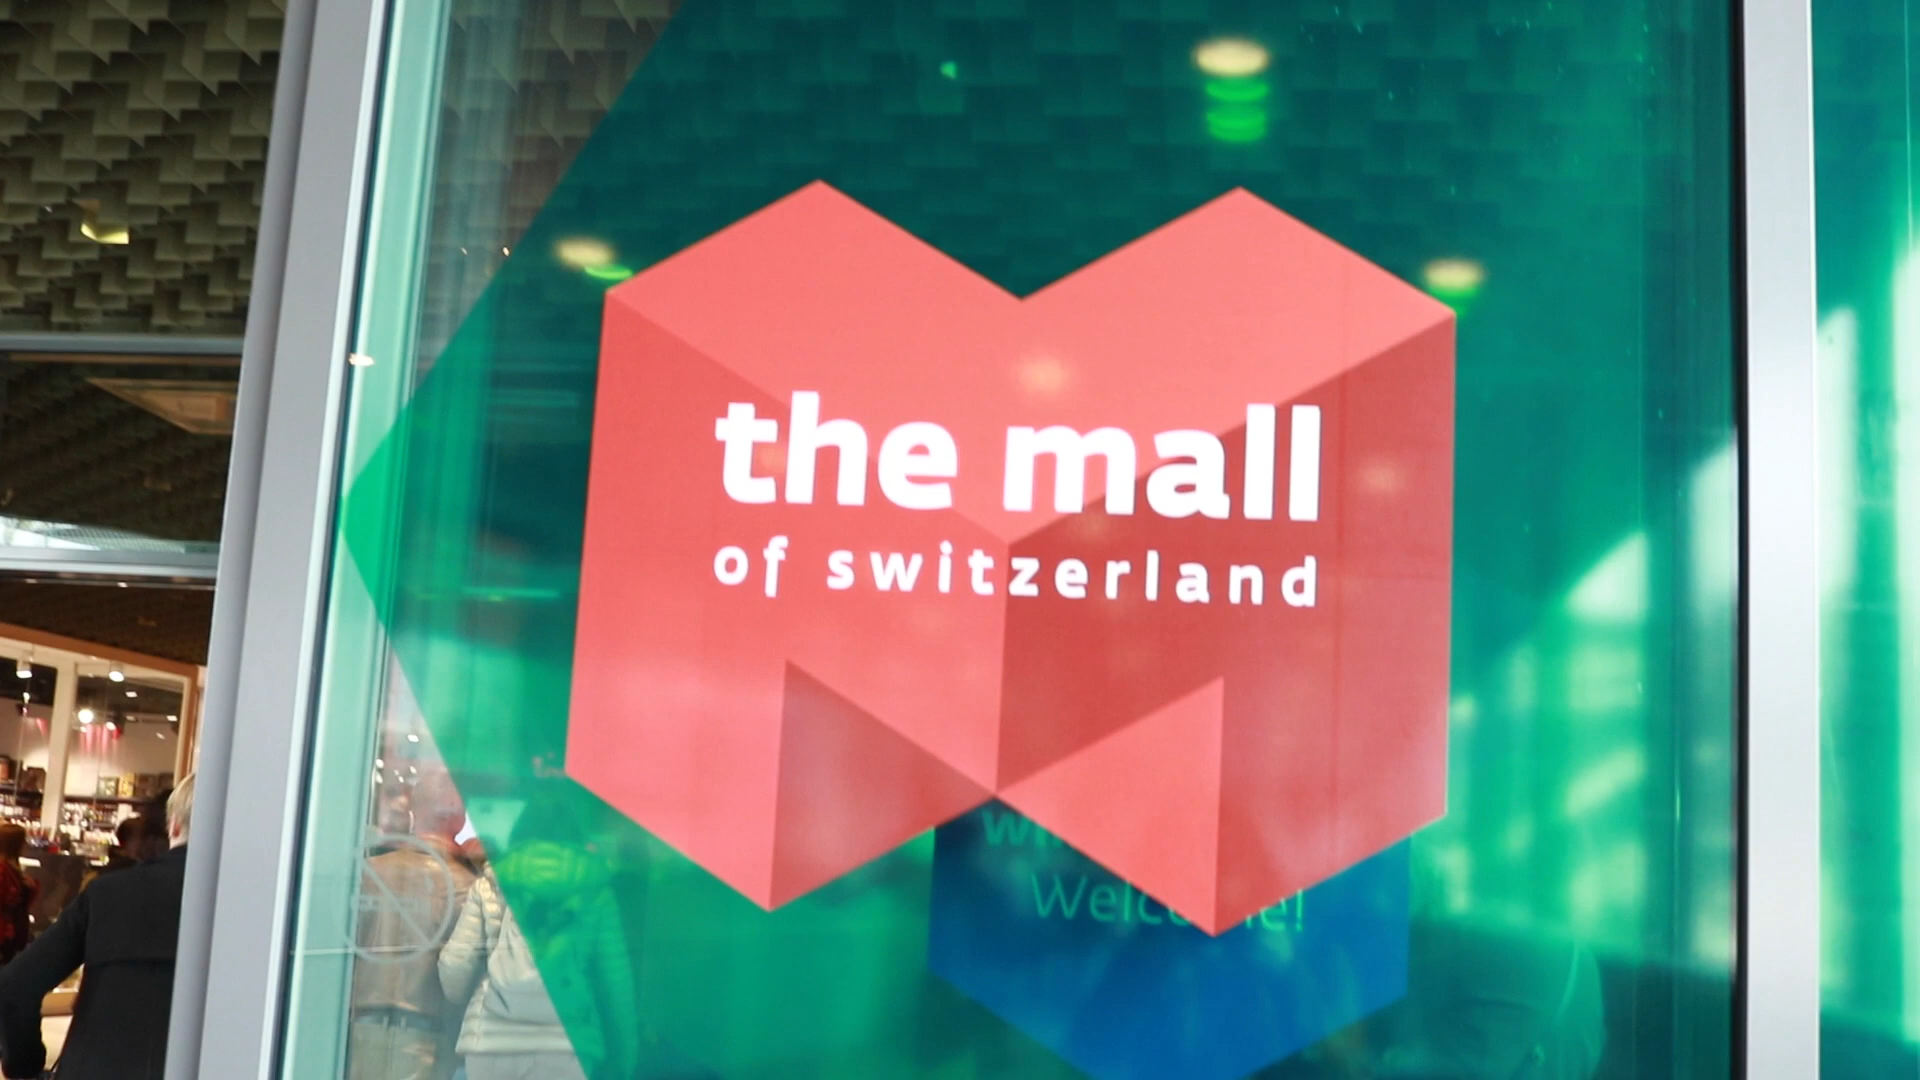 the mall
of switzerland